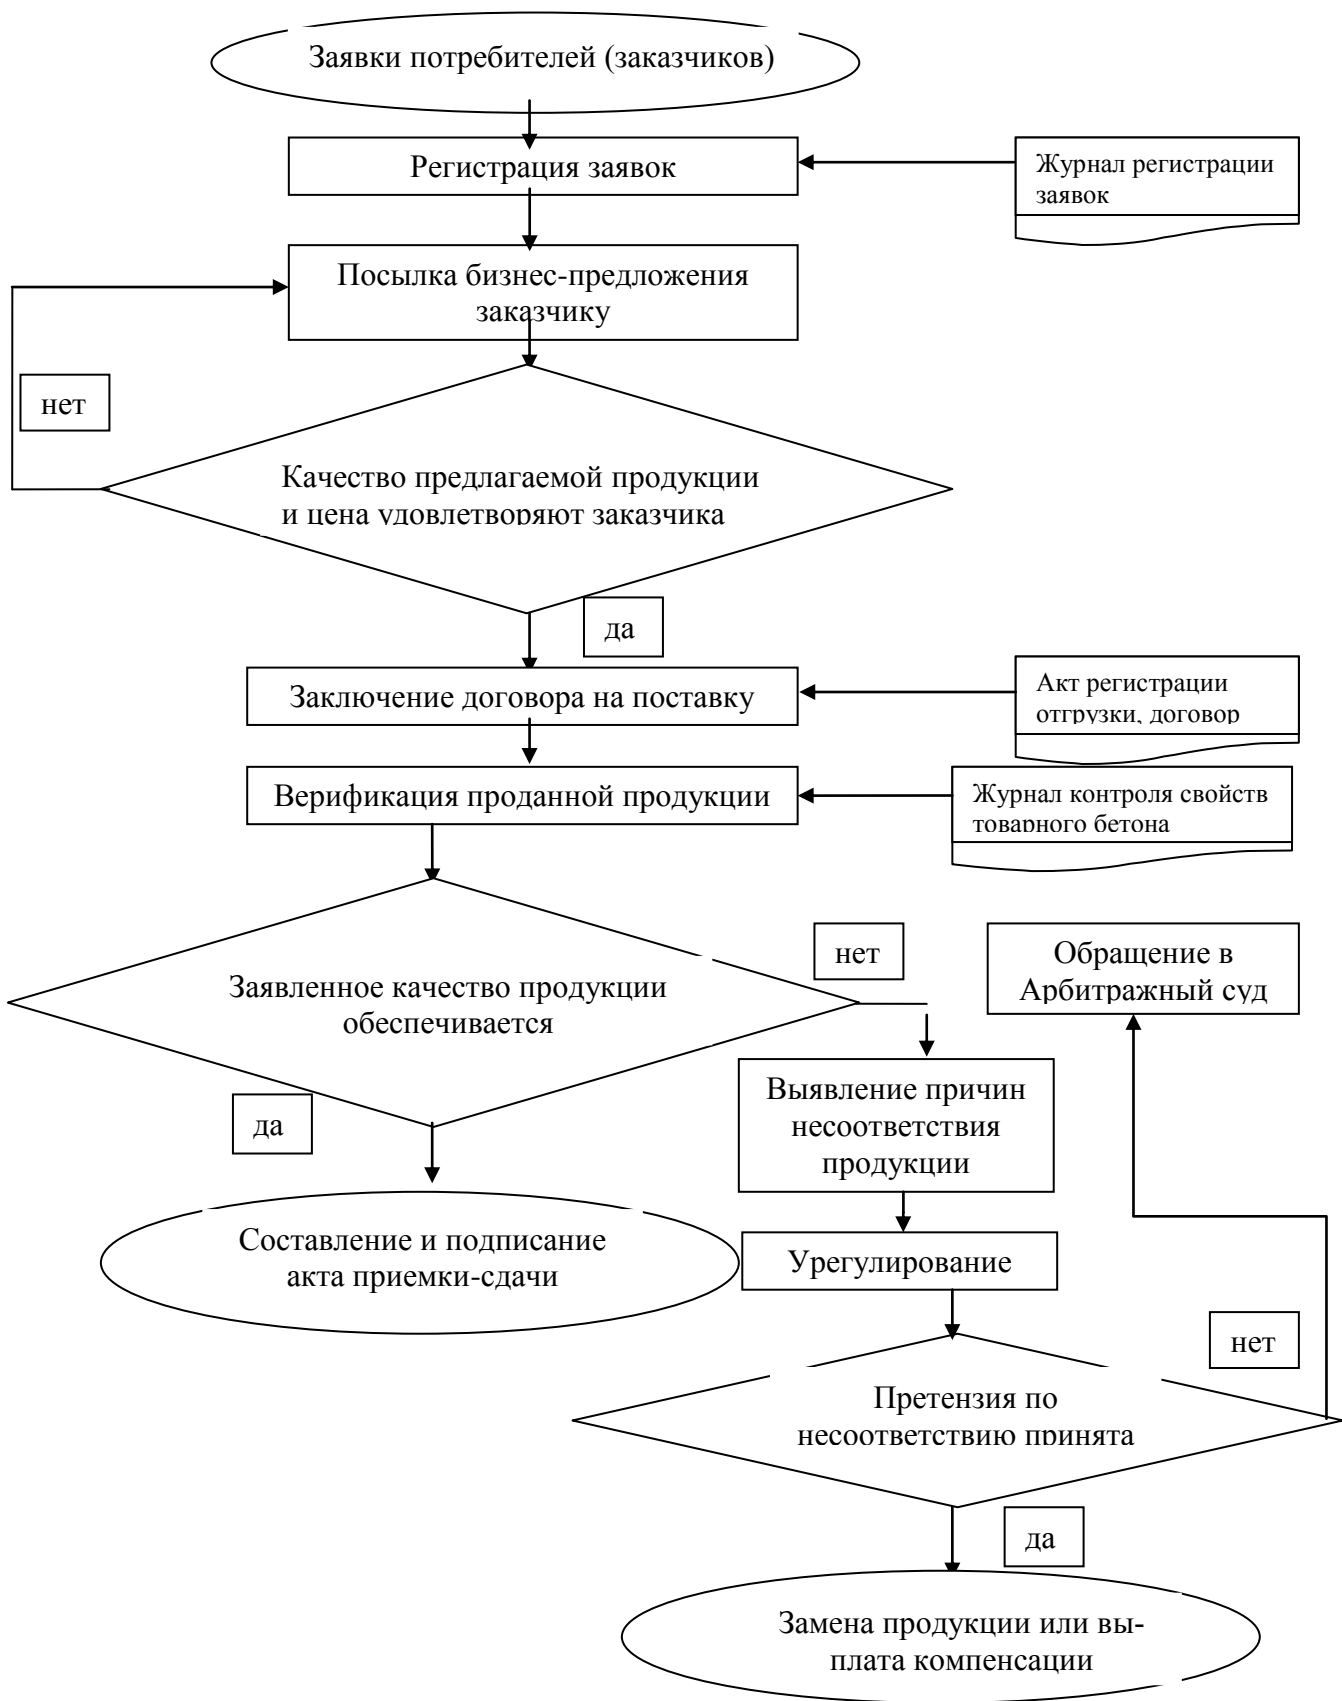 Заявки потребителей (заказчиков)
Регистрация заявок
Журнал регистрации
заявок
Посылка бизнес-предложения
заказчику
нет
Качество предлагаемой продукции
и цена удовлетворяют заказчика
да
Заключение договора на поставку
Акт регистрации
отгрузки, договор
Верификация проданной продукции
Журнал контроля свойств
товарного бетона
нет
Обращение в
Арбитражный суд
Заявленное качество продукции
обеспечивается
Выявление причин
несоответствия
продукции
да
Составление и подписание
акта приемки-сдачи
Урегулирование
нет
Претензия по
несоответствию принята
да
Замена продукции или вы-
плата компенсации